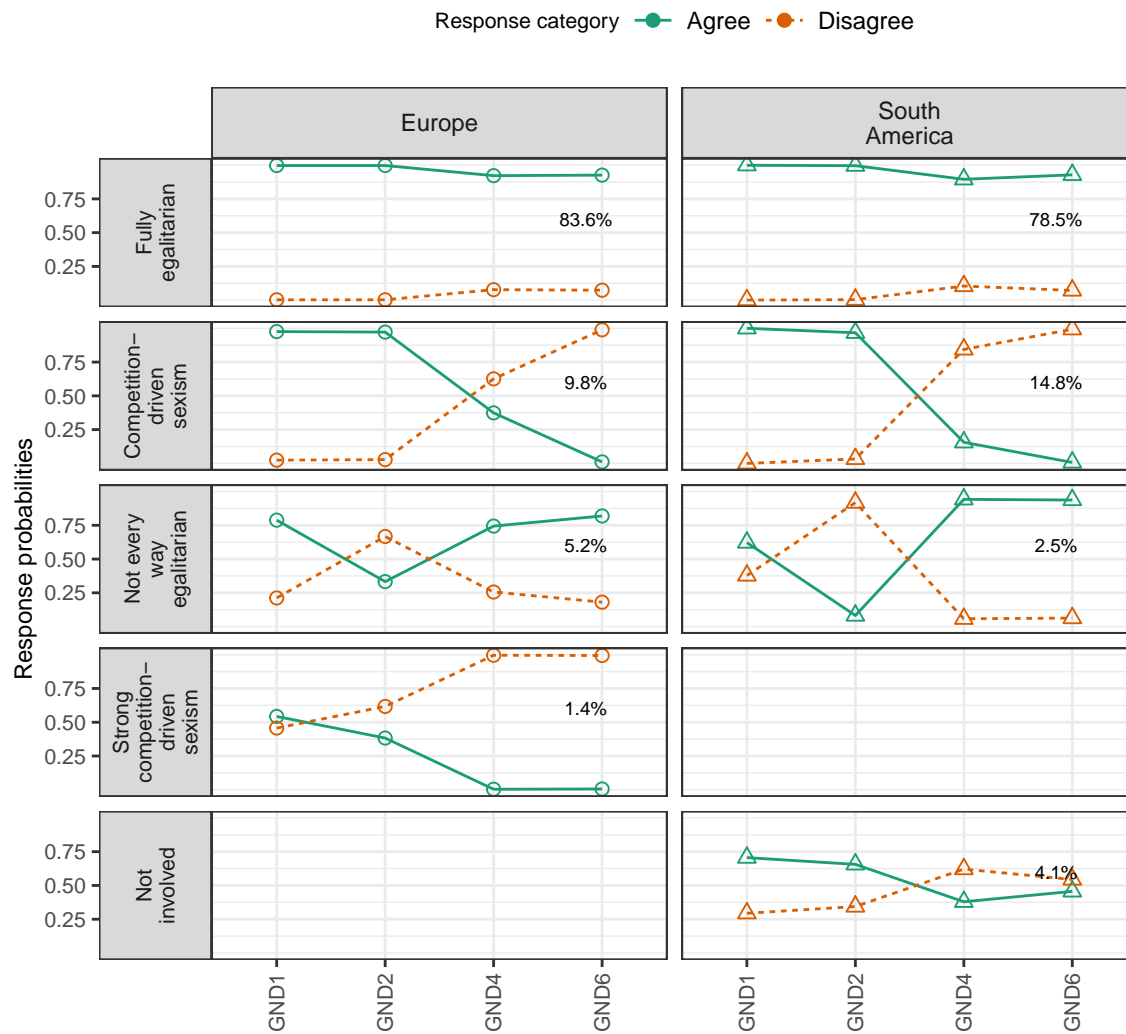 Response category Agree Disagree
Europe
South
America
Response probabilities
Fully
egalitarian
0.75
0.50
0.25
83.6%
78.5%
Competition–
driven
sexism
0.75
0.50
0.25
9.8%
14.8%
Not every
way
egalitarian
0.75
0.50
0.25
5.2%
2.5%
Strong
competition–
driven
sexism
0.75
0.50
0.25
1.4%
Not
involved
0.75
0.50
0.25
4.1%
GND1 GND2 GND4 GND6 GND1 GND2 GND4 GND6